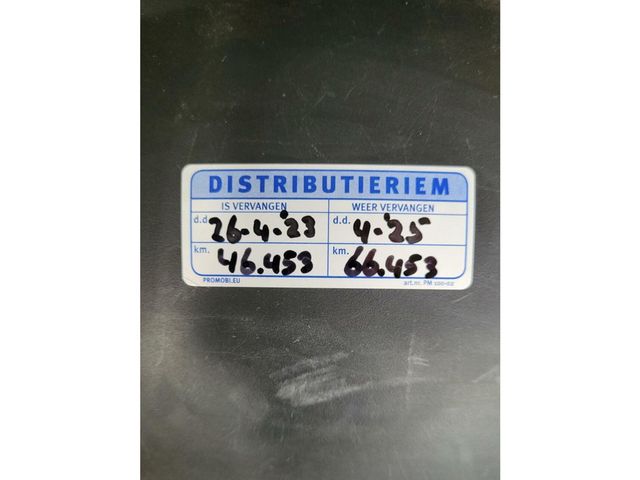 DISTRIBUTIERIEM
IS VERVANGEN WEER VERVANGEN
d.d. 26-4-'23 d.d. 4-'25
km. 46.453 km. 66.453
PROMOBI.EU art.nr. PM 100-02